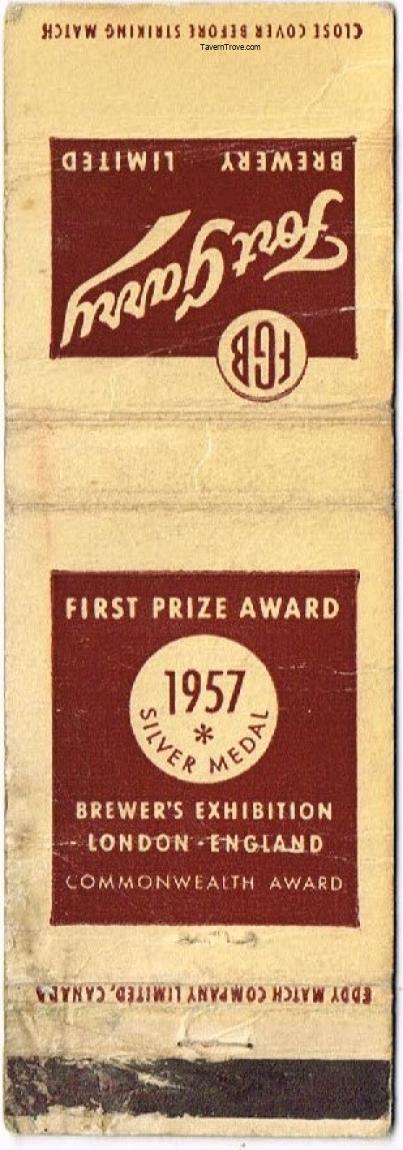 CLOSE COVER BEFORE STRIKING MATCH
TavernTrove.com
BREWERY LIMITED
Fort Garry
FGB
FIRST PRIZE AWARD
1957
*
SILVER MEDAL
BREWER'S EXHIBITION
LONDON - ENGLAND
COMMONWEALTH AWARD
EDDY MATCH COMPANY LIMITED, CANADA